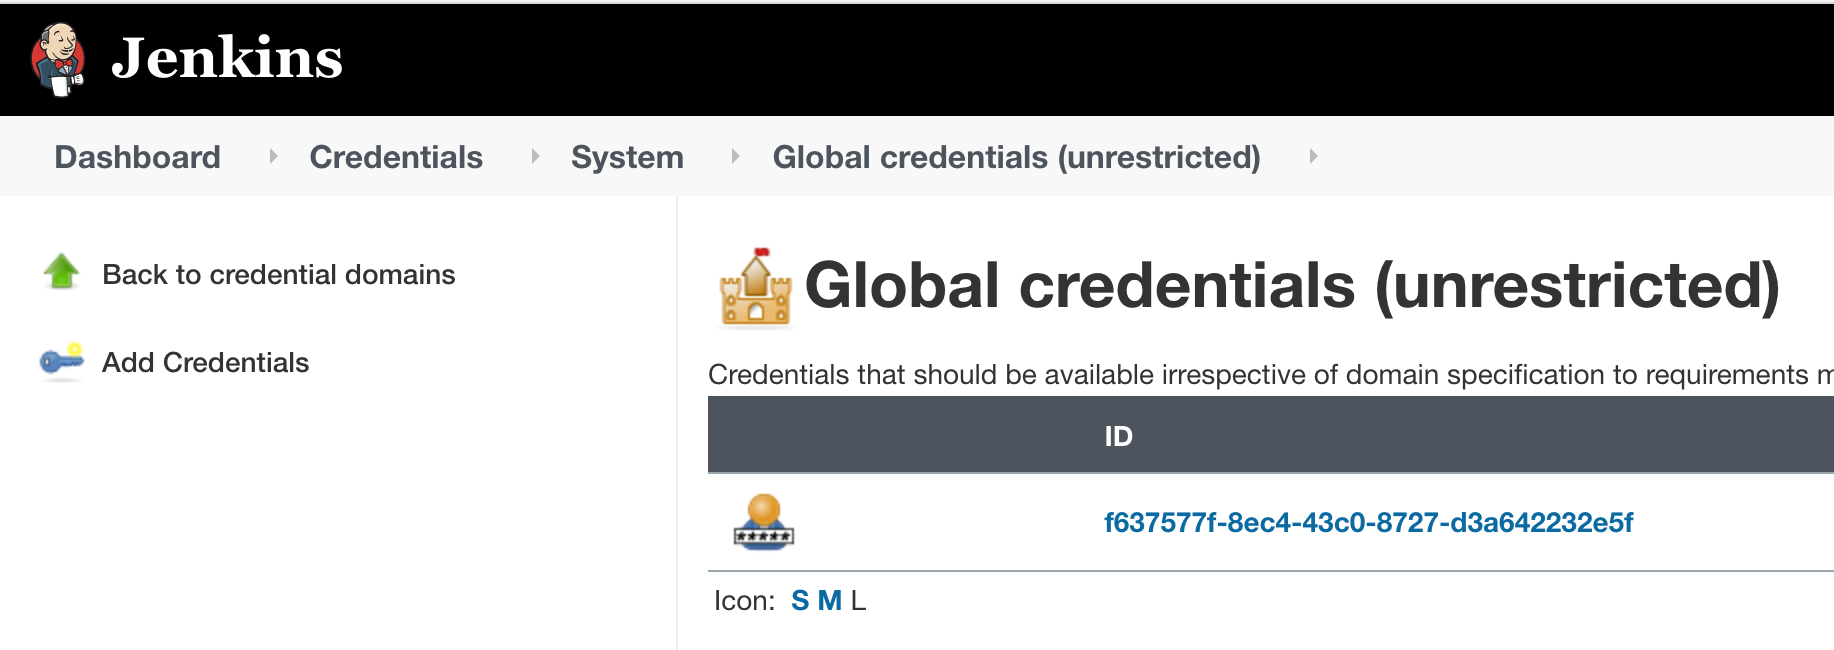 Jenkins
Dashboard Credentials System Global credentials (unrestricted)
Back to credential domains
Add Credentials
Global credentials (unrestricted)
Credentials that should be available irrespective of domain specification to requirements
ID
*****
f637577f-8ec4-43c0-8727-d3a642232e5f
Icon: S M L